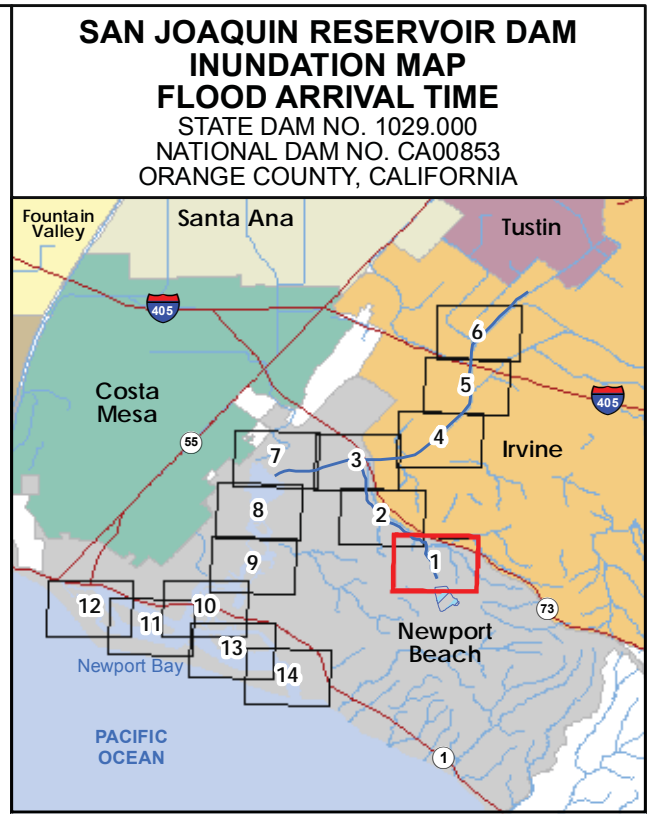 SAN JOAQUIN RESERVOIR DAM
INUNDATION MAP
FLOOD ARRIVAL TIME
STATE DAM NO. 1029.000
NATIONAL DAM NO. CA00853
ORANGE COUNTY, CALIFORNIA
Fountain
Valley
Santa Ana
Tustin
405
6
Costa
Mesa
5
405
55
4
Irvine
7
3
8
2
9
1
12
10
11
73
13
Newport
Beach
Newport Bay
14
PACIFIC
OCEAN
1